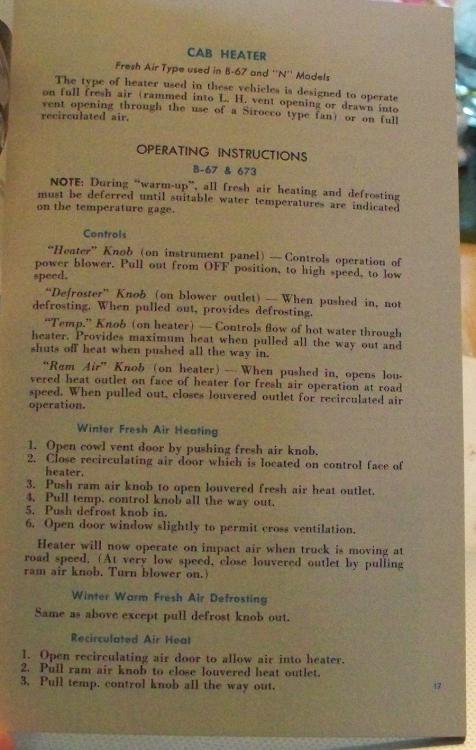 CAB HEATER
Fresh Air Type used in B-67 and "N" Models
The type of heater used in these vehicles is designed to operate
on full fresh air (rammed into L. H. vent opening or drawn into
vent opening through the use of a Sirocco type fan) or on full
recirculated air.
OPERATING INSTRUCTIONS
B-67 & 673
NOTE: During "warm-up", all fresh air heating and defrosting
must be deferred until suitable water temperatures are indicated
on the temperature gage.
Controls
"Heater" Knob (on instrument panel) — Controls operation of
power blower. Pull out from OFF position, to high speed, to low
speed.
"Defroster" Knob (on blower outlet) — When pushed in, not
defrosting. When pulled out, provides defrosting.
"Temp." Knob (on heater) — Controls flow of hot water through
heater. Provides maximum heat when pulled all the way out and
shuts off heat when pushed all the way in.
"Ram Air" Knob (on heater) — When pushed in, opens lou-
vered heat outlet on face of heater for fresh air operation at road
speed. When pulled out, closes louvered outlet for recirculated air
operation.
Winter Fresh Air Heating
1. Open cowl vent door by pushing fresh air knob.
2. Close recirculating air door which is located on control face of
heater.
3. Push ram air knob to open louvered fresh air heat outlet.
4. Pull temp. control knob all the way out.
5. Push defrost knob in.
6. Open door window slightly to permit cross ventilation.
Heater will now operate on impact air when truck is moving at
road speed. (At very low speed, close louvered outlet by pulling
ram air knob. Turn blower on.)
Winter Warm Fresh Air Defrosting
Same as above except pull defrost knob out.
Recirculated Air Heat
1. Open recirculating air door to allow air into heater.
2. Pull ram air knob to close louvered heat outlet.
3. Pull temp. control knob all the way out.
17